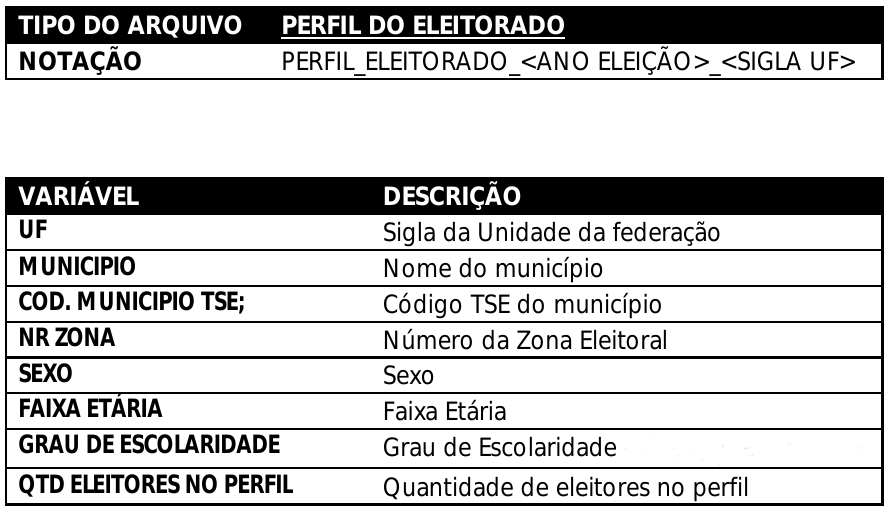 TIPO DO ARQUIVO PERFIL DO ELEITORADO
NOTAÇÃO PERFIL_ELEITORADO_<ANO ELEIÇÃO>_<SIGLA UF>
VARIÁVEL DESCRIÇÃO
UF Sigla da Unidade da federação
MUNICIPIO Nome do município
COD. MUNICIPIO TSE; Código TSE do município
NR ZONA Número da Zona Eleitoral
SEXO Sexo
FAIXA ETÁRIA Faixa Etária
GRAU DE ESCOLARIDADE Grau de Escolaridade
QTD ELEITORES NO PERFIL Quantidade de eleitores no perfil